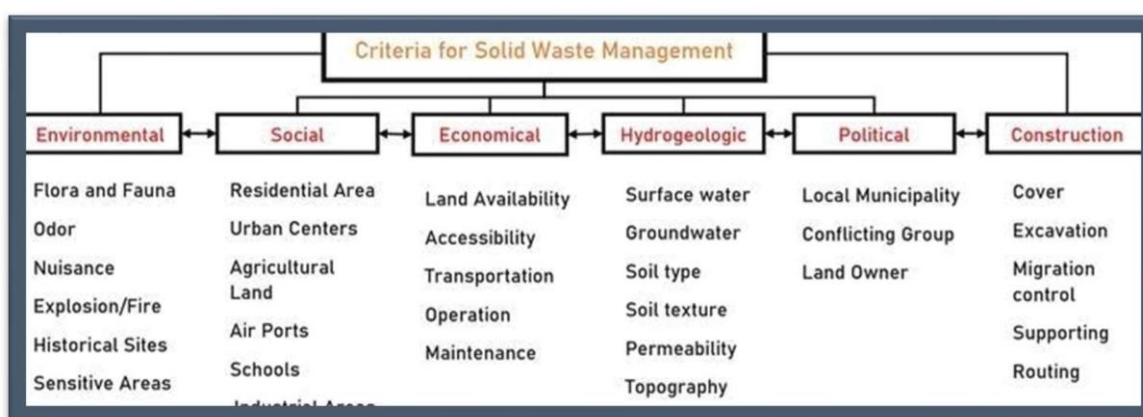 Criteria for Solid Waste Management
Environmental
Social
Economical
Hydrogeologic
Political
Construction
Flora and Fauna
Odor
Nuisance
Explosion/Fire
Historical Sites
Sensitive Areas
Residential Area
Urban Centers
Agricultural
Land
Air Ports
Schools
Industrial Areas
Land Availability
Accessibility
Transportation
Operation
Maintenance
Surface water
Groundwater
Soil type
Soil texture
Permeability
Topography
Local Municipality
Conflicting Group
Land Owner
Cover
Excavation
Migration
control
Supporting
Routing